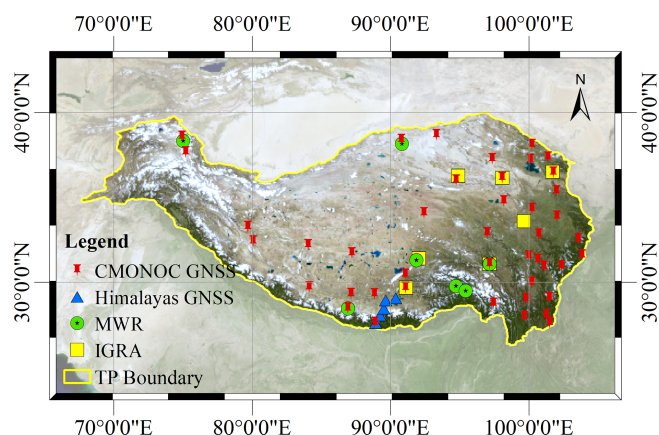 70°0'0"E 80°0'0"E 90°0'0"E 100°0'0"E
N
40°0'0"N
40°0'0"N
Legend
CMONOC GNSS
Himalayas GNSS
MWR
IGRA
TP Boundary
30°0'0"N
30°0'0"N
70°0'0"E 80°0'0"E 90°0'0"E 100°0'0"E